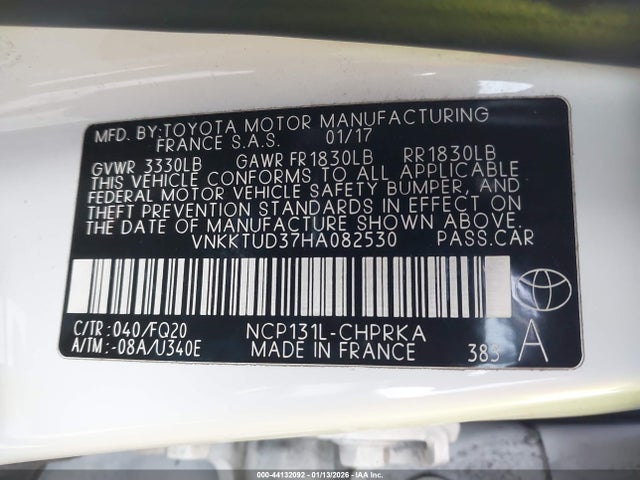 MFD. BY:TOYOTA MOTOR MANUFACTURING
FRANCE S.A.S. 01/17
GVWR 3330LB GAWR FR1830LB RR1830LB
THIS VEHICLE CONFORMS TO ALL APPLICABLE
FEDERAL MOTOR VEHICLE SAFETY, BUMPER, AND
THEFT PREVENTION STANDARDS IN EFFECT ON
THE DATE OF MANUFACTURE SHOWN ABOVE.
VNKKTUD37HA082530 PASS.CAR
C/TR:040/FQ20 NCP131L-CHPRKA
A/TM:-08A/U340E MADE IN FRANCE 385 A
000-44132092 | 01/13/2026 | IAA Inc.